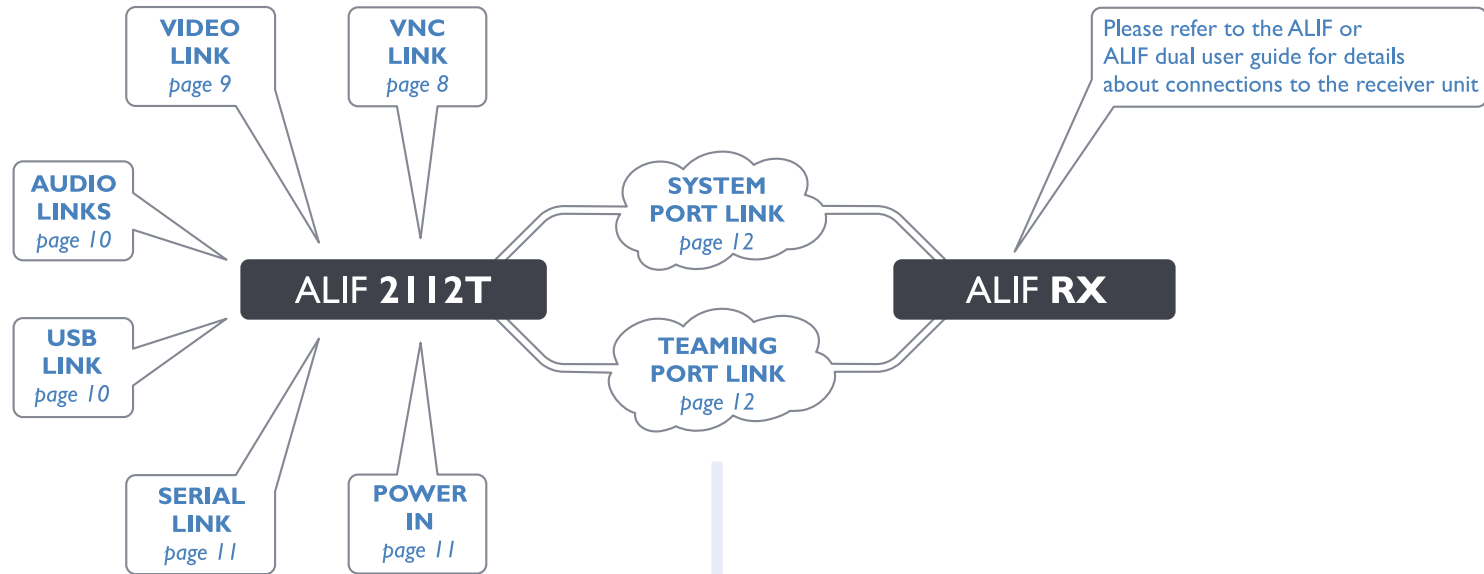 VIDEO
LINK
page 9
VNC
LINK
page 8
Please refer to the ALIF or
ALIF dual user guide for details
about connections to the receiver unit
AUDIO
LINKS
page 10
SYSTEM
PORT LINK
page 12
ALIF 2112T
ALIF RX
USB
LINK
page 10
TEAMING
PORT LINK
page 12
SERIAL
LINK
page 11
POWER
IN
page 11